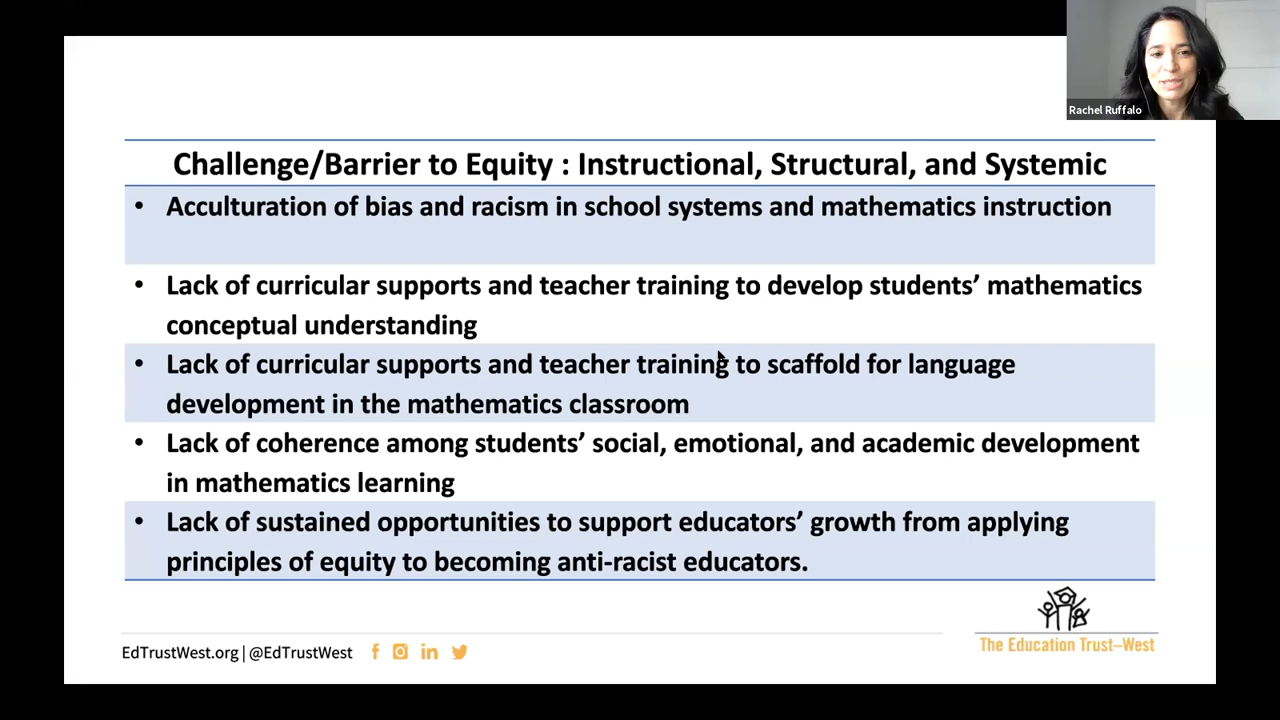 Rachel Ruffalo
Challenge/Barrier to Equity : Instructional, Structural, and Systemic
• Acculturation of bias and racism in school systems and mathematics instruction
• Lack of curricular supports and teacher training to develop students’ mathematics
conceptual understanding
• Lack of curricular supports and teacher training to scaffold for language
development in the mathematics classroom
• Lack of coherence among students’ social, emotional, and academic development
in mathematics learning
• Lack of sustained opportunities to support educators’ growth from applying
principles of equity to becoming anti-racist educators.
EdTrustWest.org | @EdTrustWest
The Education Trust–West